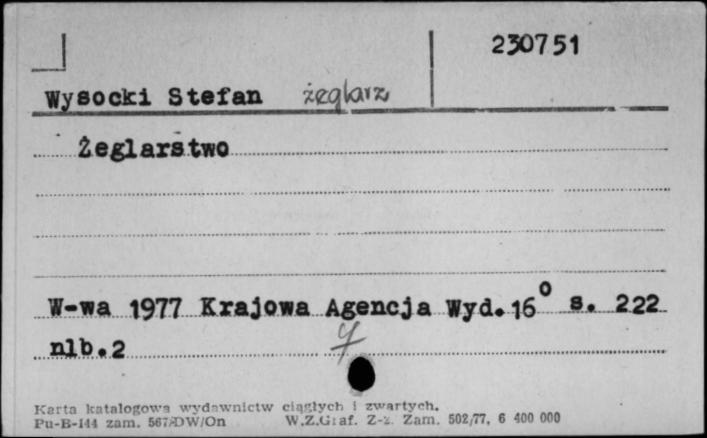 230751
Wysocki Stefan żeglarz
Żeglarstwo
W-wa 1977 Krajowa Agencja Wyd. 16° s. 222
nlb. 2
Karta katalogowa wydawnictw ciągłych i zwartych.
Pu-B-144 zam. 567/DW/On W.Z.Graf. Z-z. Zam. 502/77, 6 400 000